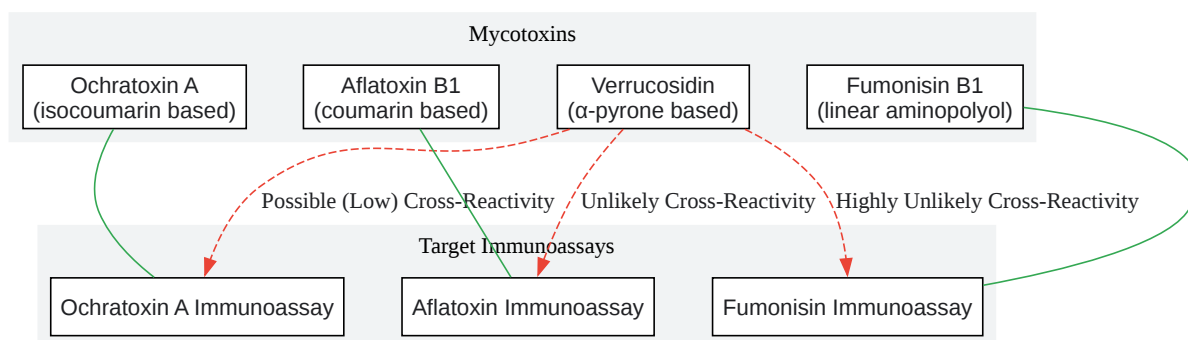 Mycotoxins
Ochratoxin A
(isocoumarin based)
Aflatoxin B1
(coumarin based)
Verrucosidin
(α-pyrone based)
Fumonisin B1
(linear aminopolyol)
Possible (Low) Cross-Reactivity
Unlikely Cross-Reactivity
Highly Unlikely Cross-Reactivity
Target Immunoassays
Ochratoxin A Immunoassay
Aflatoxin Immunoassay
Fumonisin Immunoassay